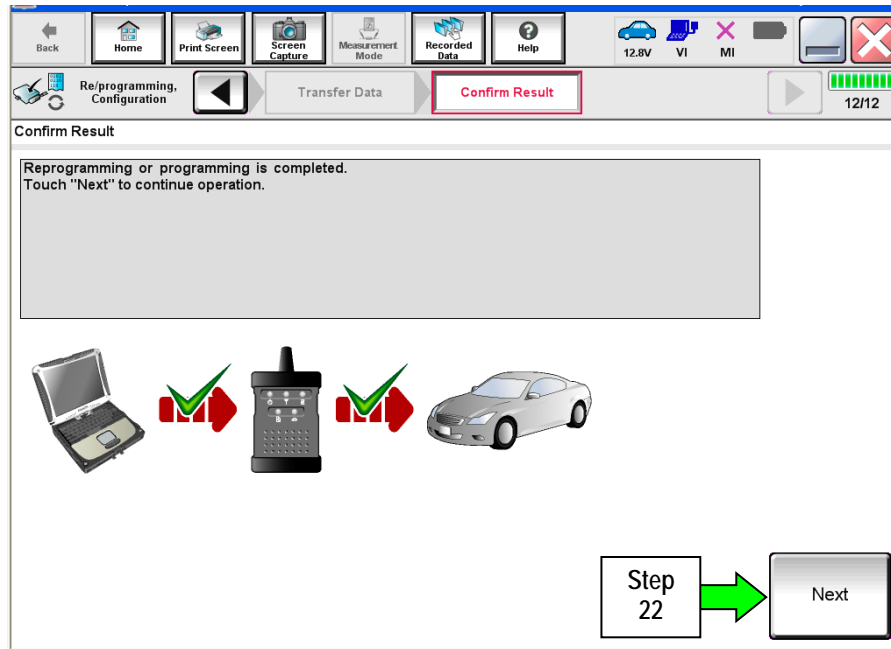 Back
Home
Print Screen
Screen
Capture
Measurement
Mode
Recorded
Data
Help
12.8V
VI
MI
Re/programming,
Configuration
Transfer Data
Confirm Result
12/12
Confirm Result
Reprogramming or programming is completed.
Touch "Next" to continue operation.
Step
22
Next